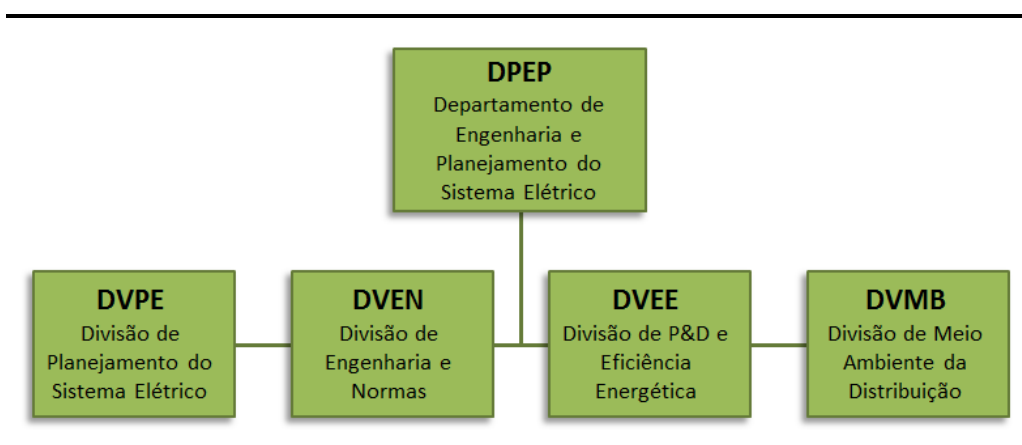 DPEP
Departamento de
Engenharia e
Planejamento do
Sistema Elétrico
DVPE
Divisão de
Planejamento do
Sistema Elétrico
DVEN
Divisão de
Engenharia e
Normas
DVEE
Divisão de P&D e
Eficiência
Energética
DVMB
Divisão de Meio
Ambiente da
Distribuição